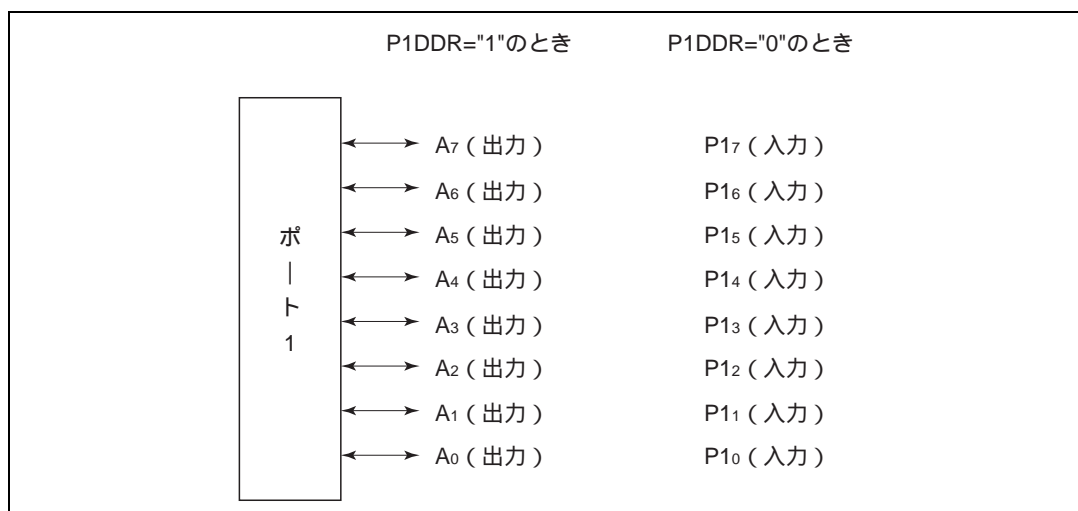 P1DDR="1"のとき P1DDR="0"のとき
A7（出力） P17（入力）
A6（出力） P16（入力）
A5（出力） P15（入力）
A4（出力） P14（入力）
A3（出力） P13（入力）
A2（出力） P12（入力）
A1（出力） P11（入力）
A0（出力） P10（入力）
ポート1